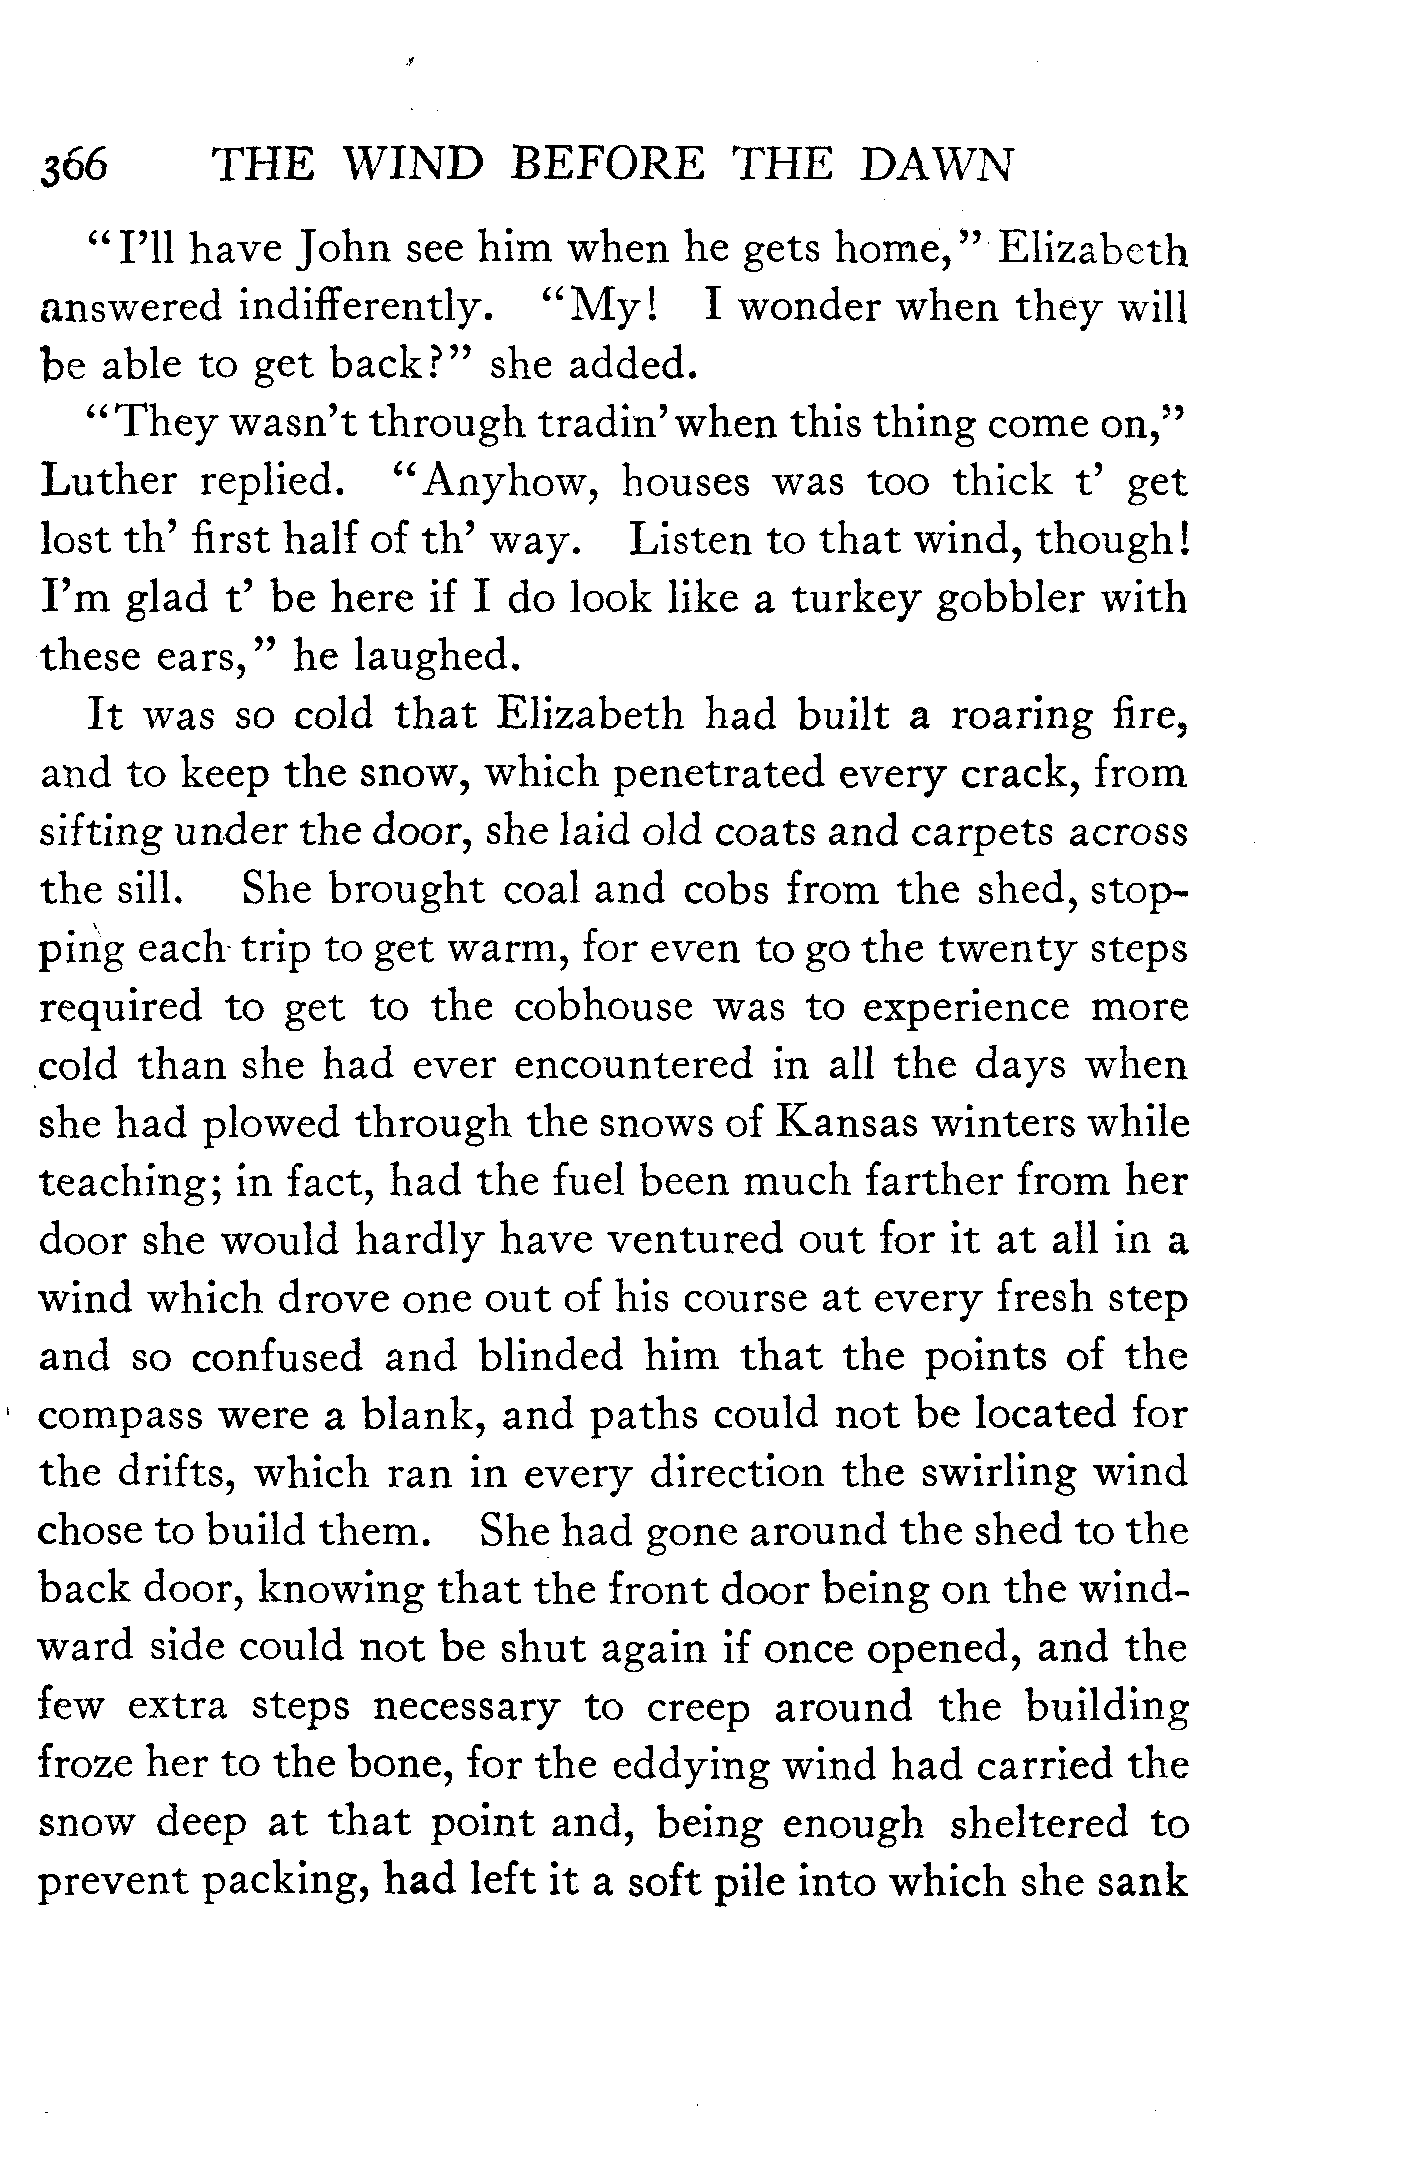 366 THE WIND BEFORE THE DAWN
“I’ll have John see him when he gets home,” Elizabeth
answered indifferently. “My! I wonder when they will
be able to get back?” she added.
“They wasn’t through tradin’ when this thing come on,”
Luther replied. “Anyhow, houses was too thick t’ get
lost th’ first half of th’ way. Listen to that wind, though!
I’m glad t’ be here if I do look like a turkey gobbler with
these ears,” he laughed.
It was so cold that Elizabeth had built a roaring fire,
and to keep the snow, which penetrated every crack, from
sifting under the door, she laid old coats and carpets across
the sill. She brought coal and cobs from the shed, stop-
ping each trip to get warm, for even to go the twenty steps
required to get to the cobhouse was to experience more
cold than she had ever encountered in all the days when
she had plowed through the snows of Kansas winters while
teaching; in fact, had the fuel been much farther from her
door she would hardly have ventured out for it at all in a
wind which drove one out of his course at every fresh step
and so confused and blinded him that the points of the
compass were a blank, and paths could not be located for
the drifts, which ran in every direction the swirling wind
chose to build them. She had gone around the shed to the
back door, knowing that the front door being on the wind-
ward side could not be shut again if once opened, and the
few extra steps necessary to creep around the building
froze her to the bone, for the eddying wind had carried the
snow deep at that point and, being enough sheltered to
prevent packing, had left it a soft pile into which she sank